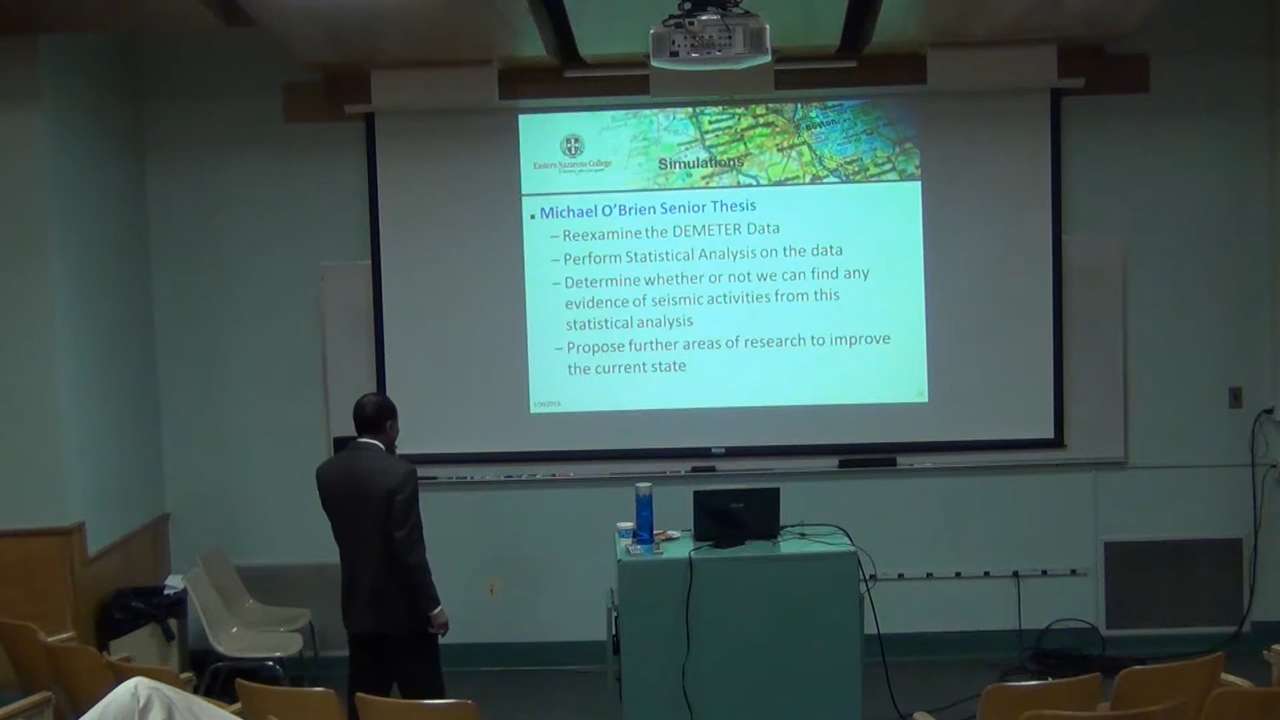 Boston
Eastern Nazarene College
Simulations
▪ Michael O'Brien Senior Thesis
– Reexamine the DEMETER Data
– Perform Statistical Analysis on the data
– Determine whether or not we can find any
evidence of seismic activities from this
statistical analysis
– Propose further areas of research to improve
the current state